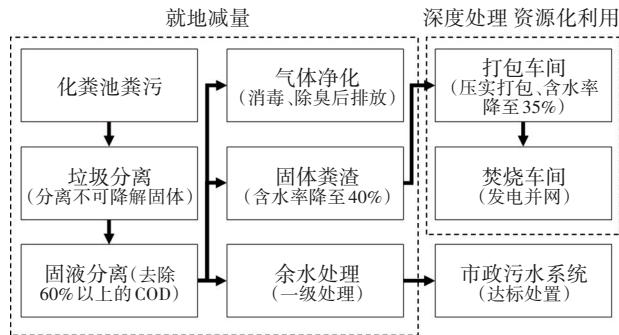 就地减量
深度处理 资源化利用
化粪池粪污
气体净化
(消毒、除臭后排放)
打包车间
(压实打包、含水率
降至35%)
垃圾分离
(分离不可降解固体)
固体粪渣
(含水率降至40%)
焚烧车间
(发电并网)
固液分离(去除
60%以上的COD)
余水处理
(一级处理)
市政污水系统
(达标处置)